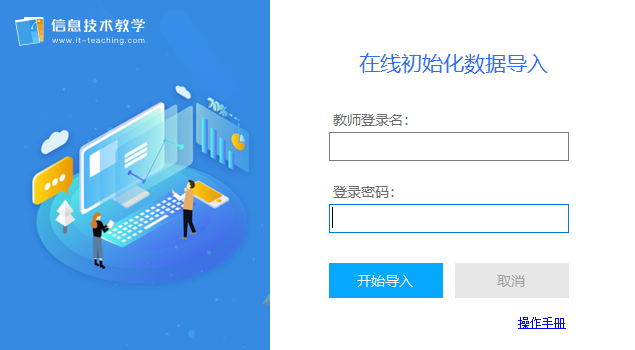 信息技术教学
www.it-teaching.com
70%
在线初始化数据导入
教师登录名：
登录密码：
开始导入
取消
操作手册